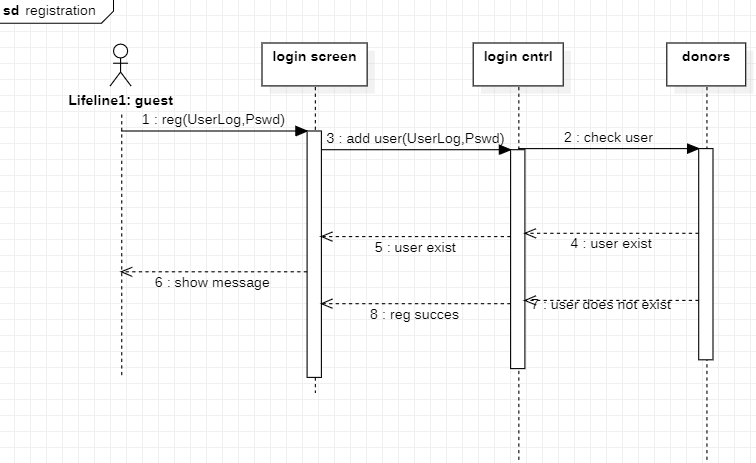 sd registration
login screen
login cntrl
donors
Lifeline1: guest
1 : reg(UserLog,Pswd)
3 : add user(UserLog,Pswd)
2 : check user
4 : user exist
5 : user exist
6 : show message
7 : user does not exist
8 : reg succes